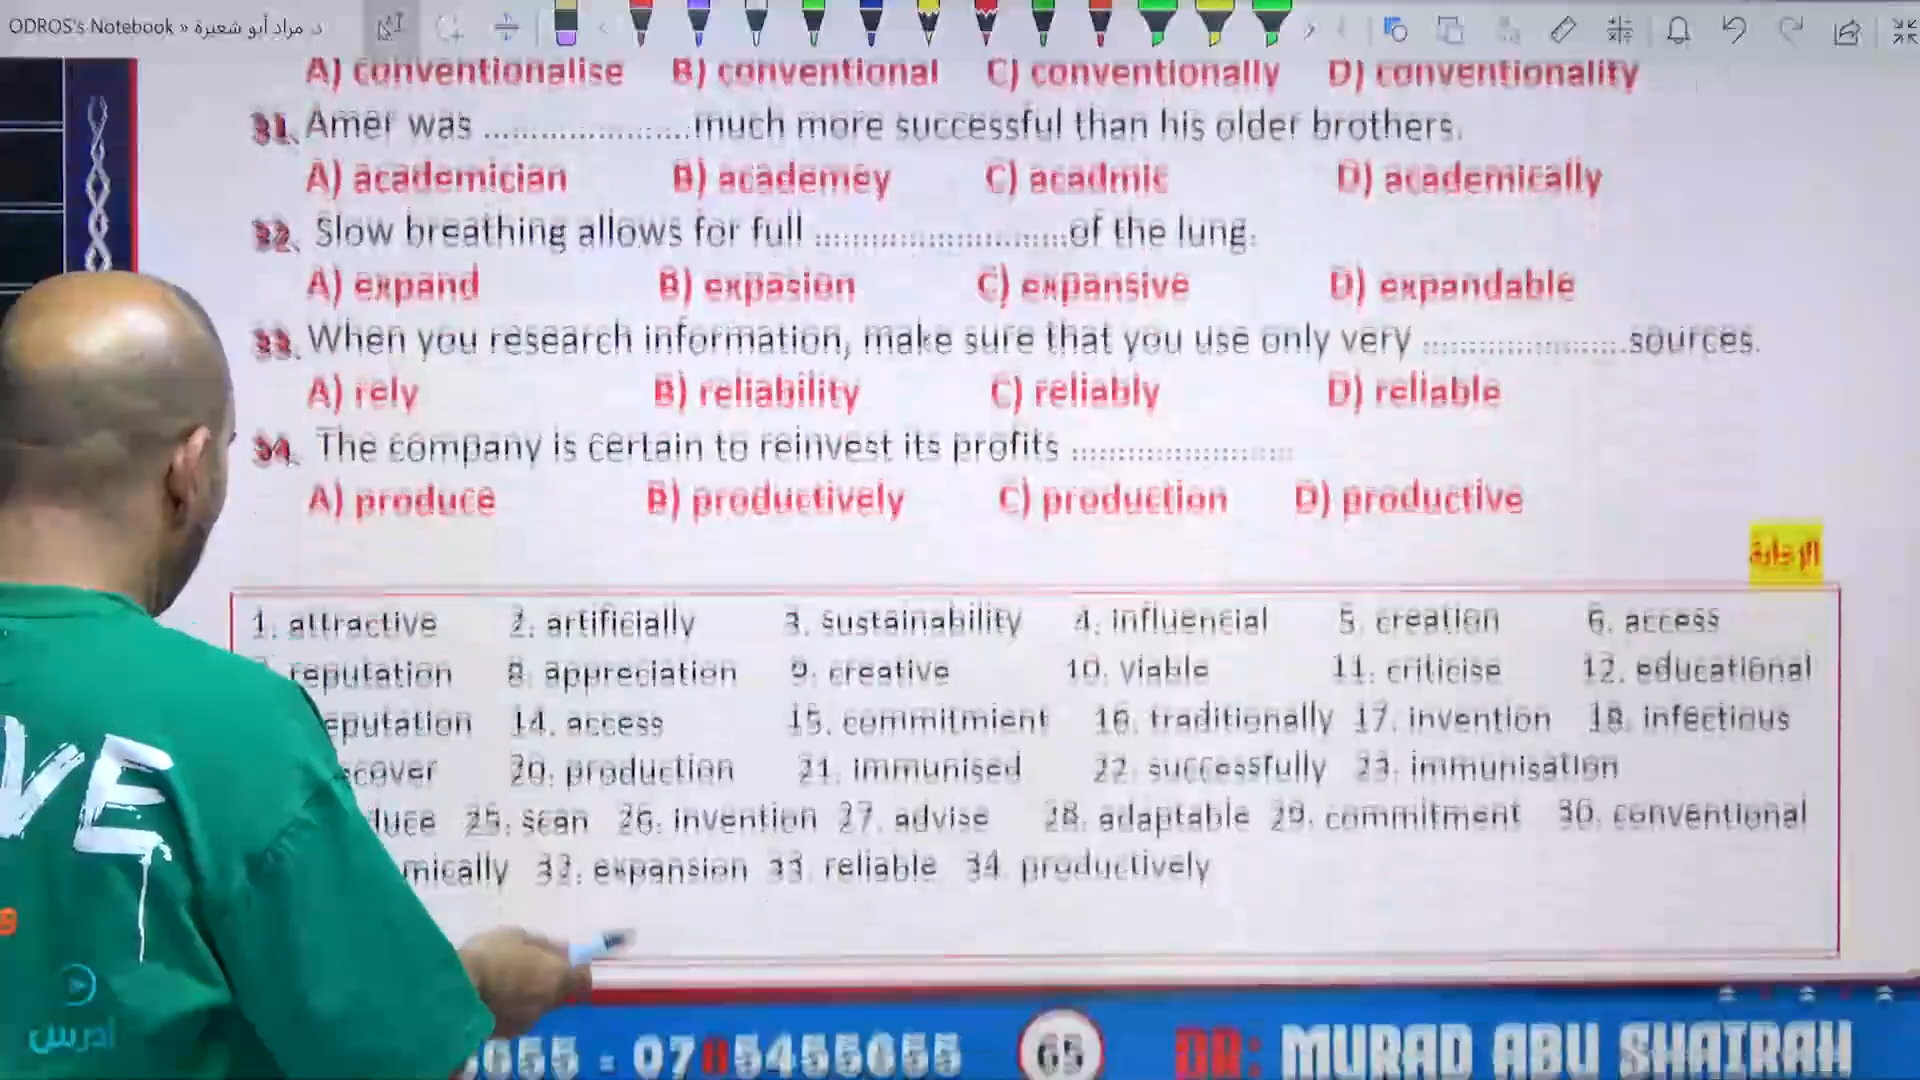 ODROS's Notebook » د. مراد أبو شعيرة
A) conventionalise B) conventional C) conventionally D) conventionality
31. Amer was ..................... much more successful than his older brothers.
A) academician B) academey C) acadmic D) academically
32. Slow breathing allows for full .......................... of the lung.
A) expand B) expasion C) expansive D) expandable
33. When you research information, make sure that you use only very ..................... sources.
A) rely B) reliability C) reliably D) reliable
34. The company is certain to reinvest its profits .......................
A) produce B) productively C) production D) productive
الإجابة
1. attractive 2. artificially 3. sustainability 4. influencial 5. creation 6. access
reputation 8. appreciation 9. creative 10. viable 11. criticise 12. educational
eputation 14. access 15. commitmient 16. traditionally 17. invention 18. infectious
scover 20. production 21. immunised 22. successfully 23. immunisation
duce 25. scan 26. invention 27. advise 28. adaptable 29. commitment 30. conventional
mically 32. expansion 33. reliable 34. productively
VE
9
ادرس
5655 - 0785455655 65 DR: MURAD ABU SHAIRAH